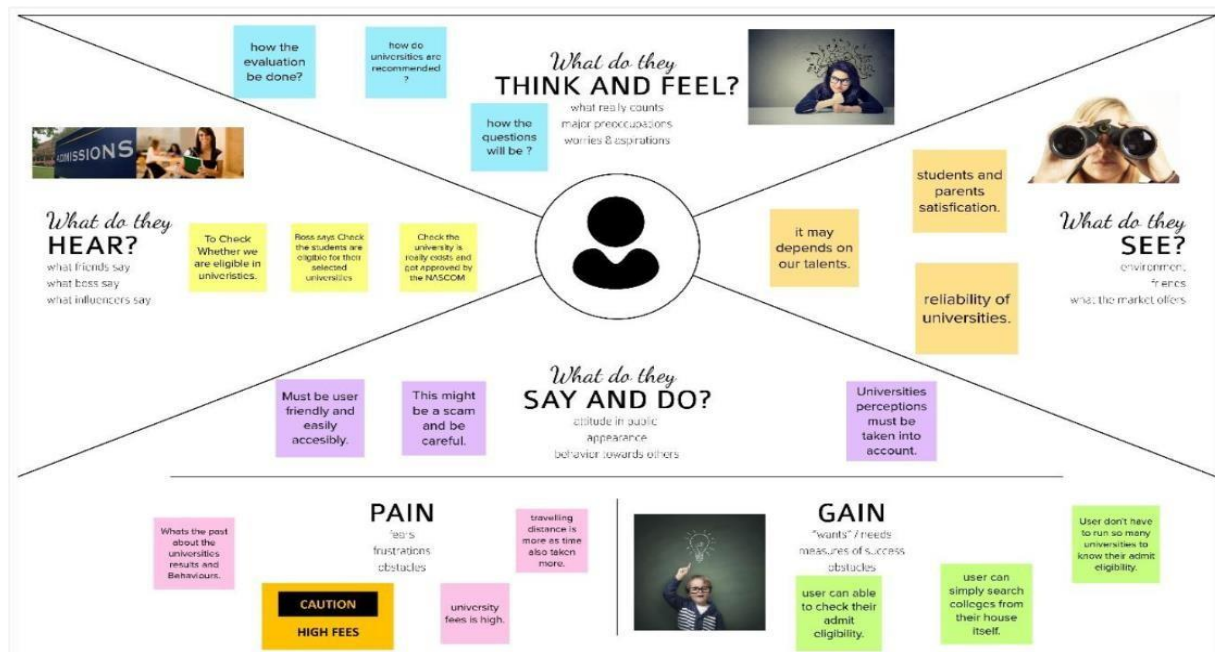 how the
evaluation
be done?
how do
universities are
recommended
?
What do they
THINK AND FEEL?
what really counts
major preoccupations
worries & aspirations
how the
questions
will be ?
ADMISSIONS
What do they
HEAR?
what friends say
what boss say
what influencers say
To Check
Whether we
are eligible in
univeristies.
Boss says Check
the students are
eligible for their
selected
universities
Check the
university is
really exists and
got approved by
the NASCOM
students and
parents
satisfication.
it may
depends on
our talents.
reliability of
universities.
What do they
SEE?
environment
friends
what the market offers
What do they
SAY AND DO?
attitude in public
appearance
behavior towards others
Must be user
friendly and
easily
accesibly.
This might
be a scam
and be
careful.
Universities
perceptions
must be
taken into
account.
PAIN
fears
frustrations
obstacles
Whats the past
about the
universities
results and
Behaviours.
CAUTION
HIGH FEES
university
fees is high.
travelling
distance is
more as time
also taken
more.
GAIN
"wants" / needs
measures of success
obstacles
user can able
to check their
admit
eligibility.
user can
simply search
colleges from
their house
itself.
User don't have
to run so many
universities to
know their admit
eligibility.